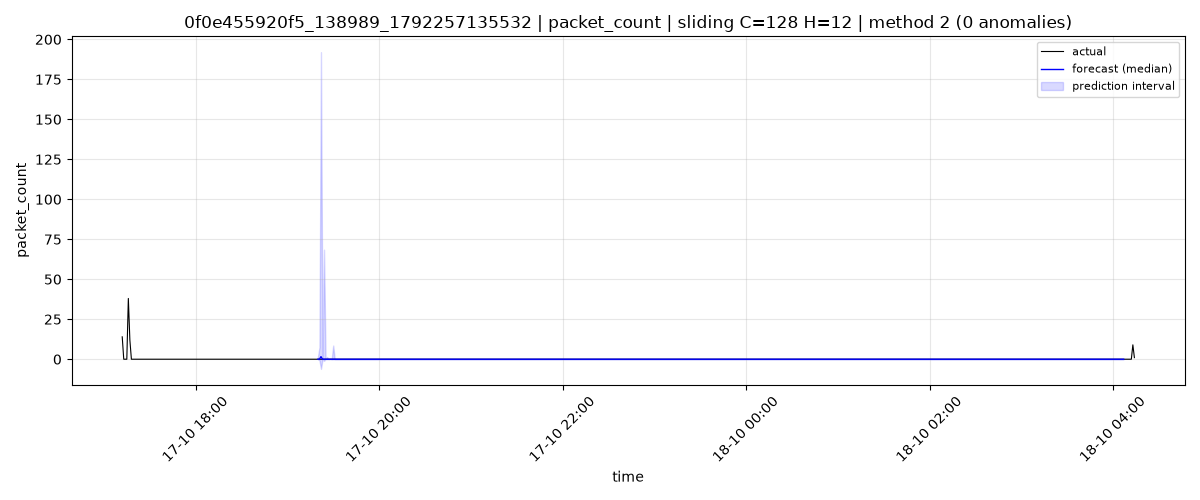 0f0e455920f5_138989_1792257135532 | packet_count | sliding C=128 H=12 | method 2 (0 anomalies)
actual
forecast (median)
prediction interval
packet_count
200
175
150
125
100
75
50
25
0
17-10 18:00
17-10 20:00
17-10 22:00
18-10 00:00
18-10 02:00
18-10 04:00
time